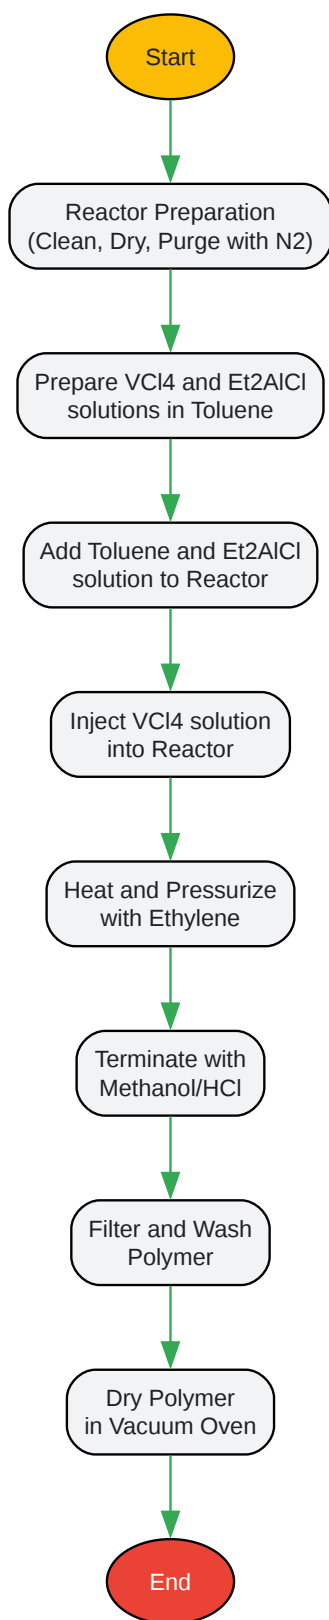 Start
Reactor Preparation
(Clean, Dry, Purge with N2)
Prepare VCl4 and Et2AlCl
solutions in Toluene
Add Toluene and Et2AlCl
solution to Reactor
Inject VCl4 solution
into Reactor
Heat and Pressurize
with Ethylene
Terminate with
Methanol/HCl
Filter and Wash
Polymer
Dry Polymer
in Vacuum Oven
End